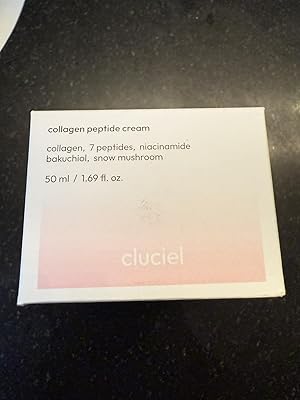 collagen peptide cream
collagen, 7 peptides, niacinamide
bakuchiol, snow mushroom
50 ml / 1.69 fl. oz.
cluciel